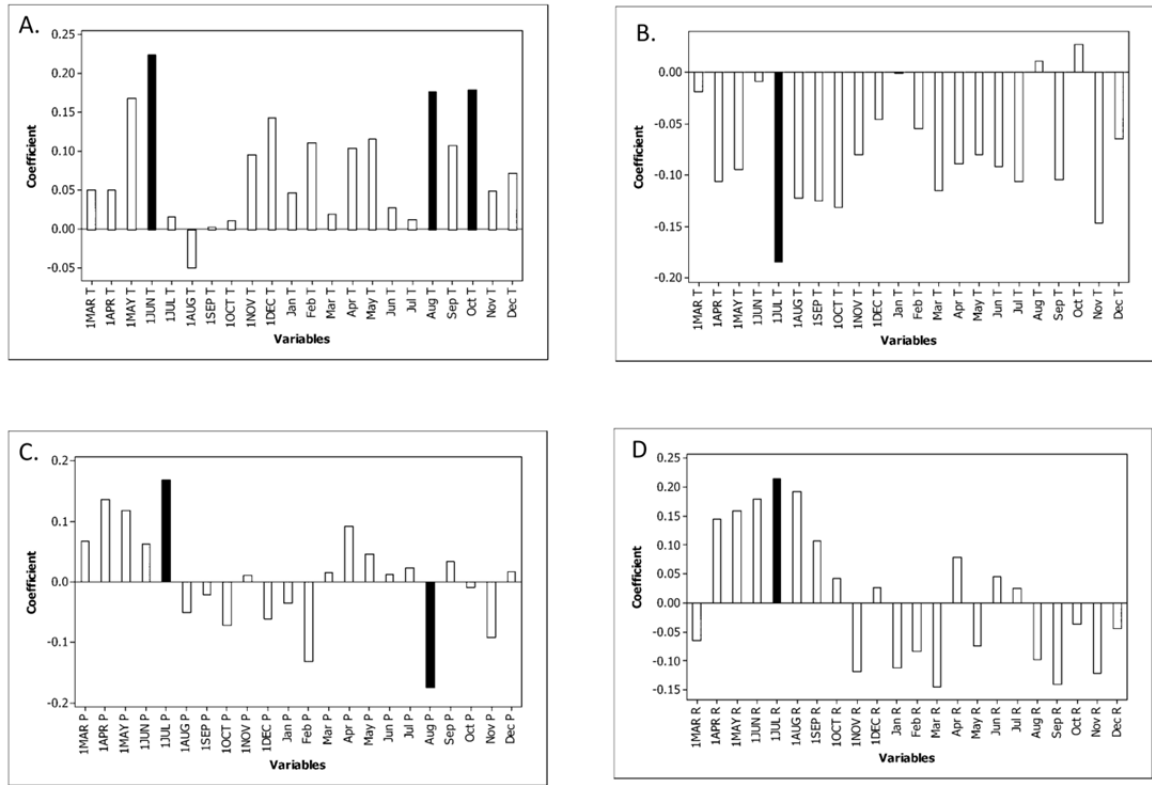 A.
0.25
0.20
0.15
0.10
0.05
0.00
-0.05
Coefficient
1MAR T
1APR T
1MAY T
1JUN T
1JUL T
1AUG T
1SEP T
1OCT T
1NOV T
1DEC T
Jan T
Feb T
Mar T
Apr T
May T
Jun T
Jul T
Aug T
Sep T
Oct T
Nov T
Dec T
Variables
B.
0.00
-0.05
-0.10
-0.15
-0.20
Coefficient
1MAR T
1APR T
1MAY T
1JUN T
1JUL T
1AUG T
1SEP T
1OCT T
1NOV T
1DEC T
Jan T
Feb T
Mar T
Apr T
May T
Jun T
Jul T
Aug T
Sep T
Oct T
Nov T
Dec T
Variables
C.
0.2
0.1
0.0
-0.1
-0.2
Coefficient
1MAR P
1APR P
1MAY P
1JUN P
1JUL P
1AUG P
1SEP P
1OCT P
1NOV P
1DEC P
Jan P
Feb P
Mar P
Apr P
May P
Jun P
Jul P
Aug P
Sep P
Oct P
Nov P
Dec P
Variables
D
0.25
0.20
0.15
0.10
0.05
0.00
-0.05
-0.10
-0.15
Coefficient
1MAR R
1APR R
1MAY R
1JUN R
1JUL R
1AUG R
1SEP R
1OCT R
1NOV R
1DEC R
Jan R
Feb R
Mar R
Apr R
May R
Jun R
Jul R
Aug R
Sep R
Oct R
Nov R
Dec R
Variables